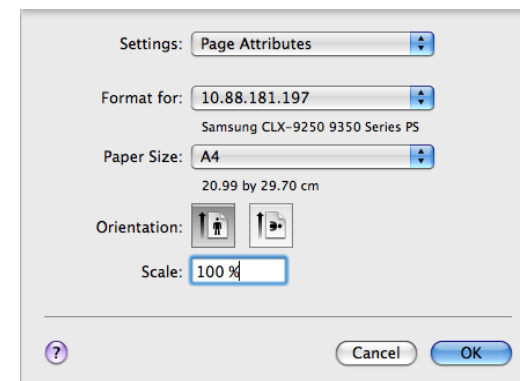 Settings: Page Attributes
Format for: 10.88.181.197
Samsung CLX-9250 9350 Series PS
Paper Size: A4
20.99 by 29.70 cm
Orientation:
Scale: 100 %
? Cancel OK